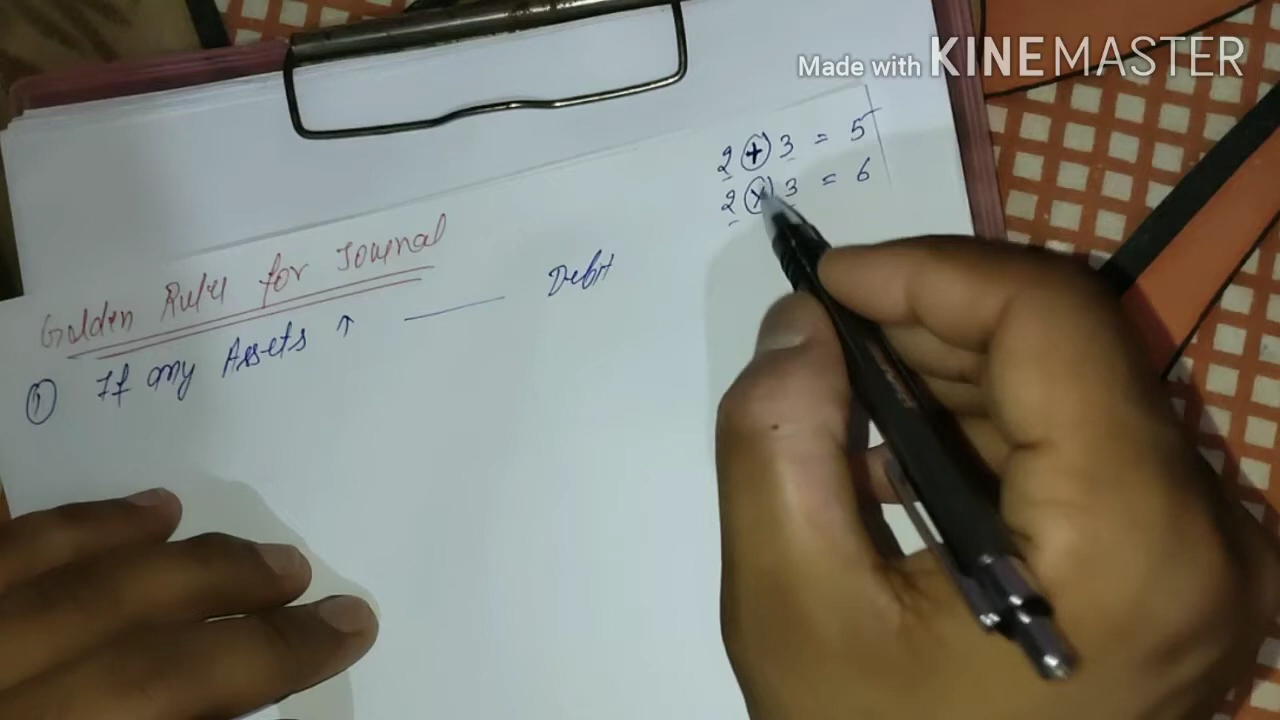 Made with KINEMASTER
2 + 3 = 5
2 × 3 = 6
Golden Rules for Journal
① If any Assets ↑ ——— Debit